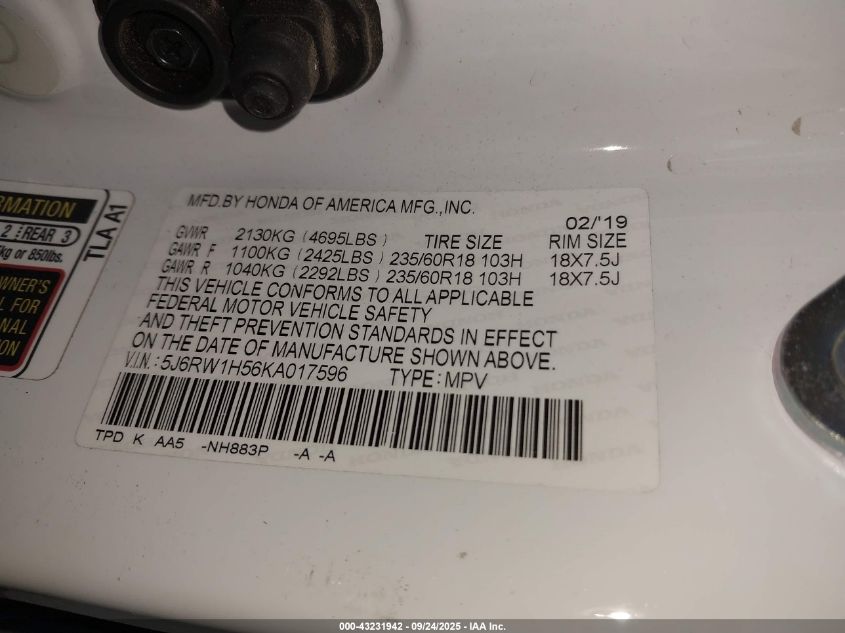 RMATION
2 REAR 3
kg or 850lbs.
WNER'S
L FOR
NAL
ON
TLA A1
MFD.BY HONDA OF AMERICA MFG.,INC.
02/'19
GVWR 2130KG (4695LBS) TIRE SIZE RIM SIZE
GAWR F 1100KG (2425LBS) 235/60R18 103H 18X7.5J
GAWR R 1040KG (2292LBS) 235/60R18 103H 18X7.5J
THIS VEHICLE CONFORMS TO ALL APPLICABLE
FEDERAL MOTOR VEHICLE SAFETY
AND THEFT PREVENTION STANDARDS IN EFFECT
ON THE DATE OF MANUFACTURE SHOWN ABOVE.
V.I.N.: 5J6RW1H56KA017596 TYPE: MPV
TPD K AA5 -NH883P -A -A
000-43231942 - 09/24/2025 - IAA Inc.